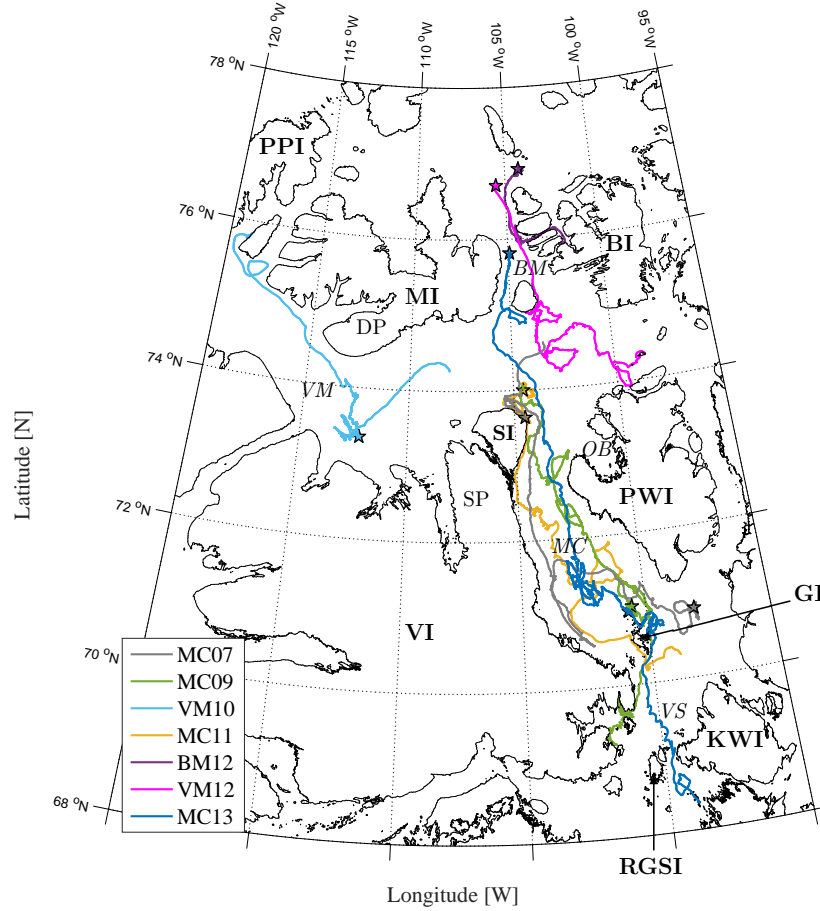 120 °W
115 °W
110 °W
105 °W
100 °W
95 °W
78 °N
PPI
76 °N
BI
BM
MI
DP
74 °N
VM
SI
OB
PWI
SP
72 °N
MC
GI
VI
70 °N
VS
KWI
68 °N
RGSI
Latitude [N]
Longitude [W]
MC07
MC09
VM10
MC11
BM12
VM12
MC13